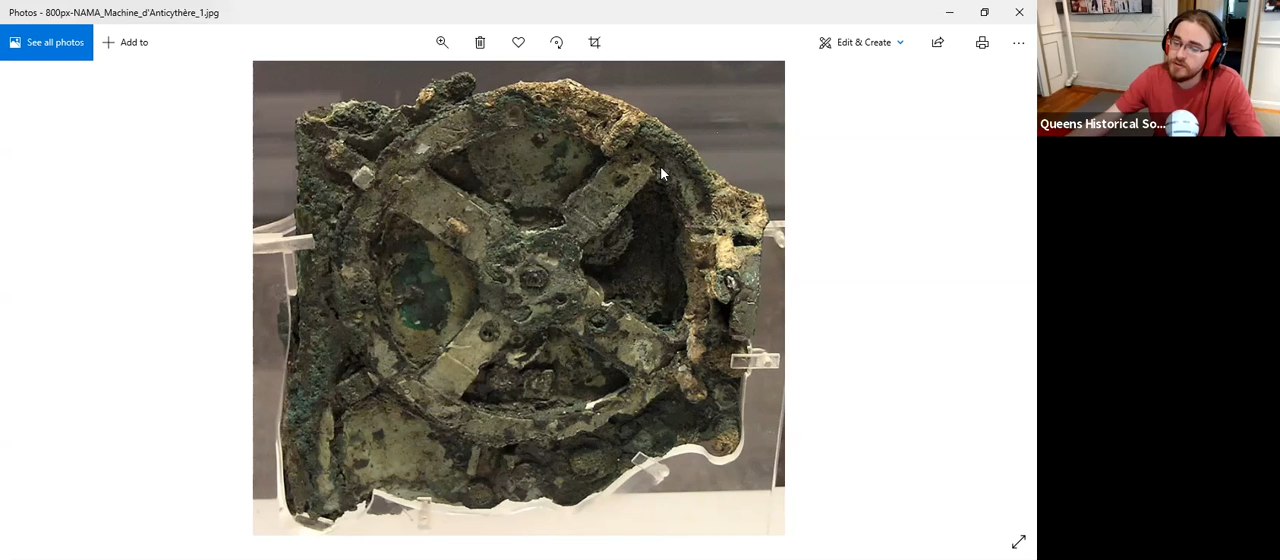 Photos - 800px-NAMA_Machine_d'Anticythère_1.jpg
See all photos
Add to
Edit & Create
Queens Historical So...